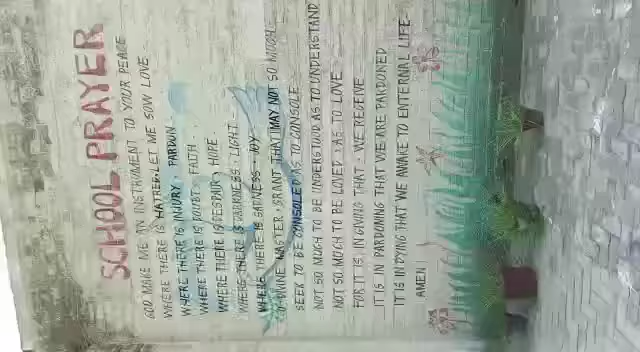 SCHOOL PRAYER
GOD MAKE ME AN INSTRUMENT TO YOUR PEACE
WHERE THERE IS HATRED. LET ME SOW LOVE.
WHERE THERE IS INJURY. PARDON
WHERE THERE IS DOUBT. FAITH
WHERE THERE IS DESPAIR. HOPE
WHERE THERE IS DARKNESS. LIGHT.
WHERE THERE IS SADNESS. JOY
O DIVINE MASTER. GRANT THAT I MAY NOT SO MUCH
SEEK TO BE CONSOLED AS TO CONSOLE
NOT SO MUCH TO BE UNDERSTOOD AS TO UNDERSTAND
NOT SO MUCH TO BE LOVED. AS TO LOVE
FOR IT IS IN GIVING THAT. WE RECEIVE
IT IS IN PARDONING THAT WE ARE PARDONED
IT IS IN DYING THAT WE AWAKE TO ENTERNAL LIFE
AMEN!